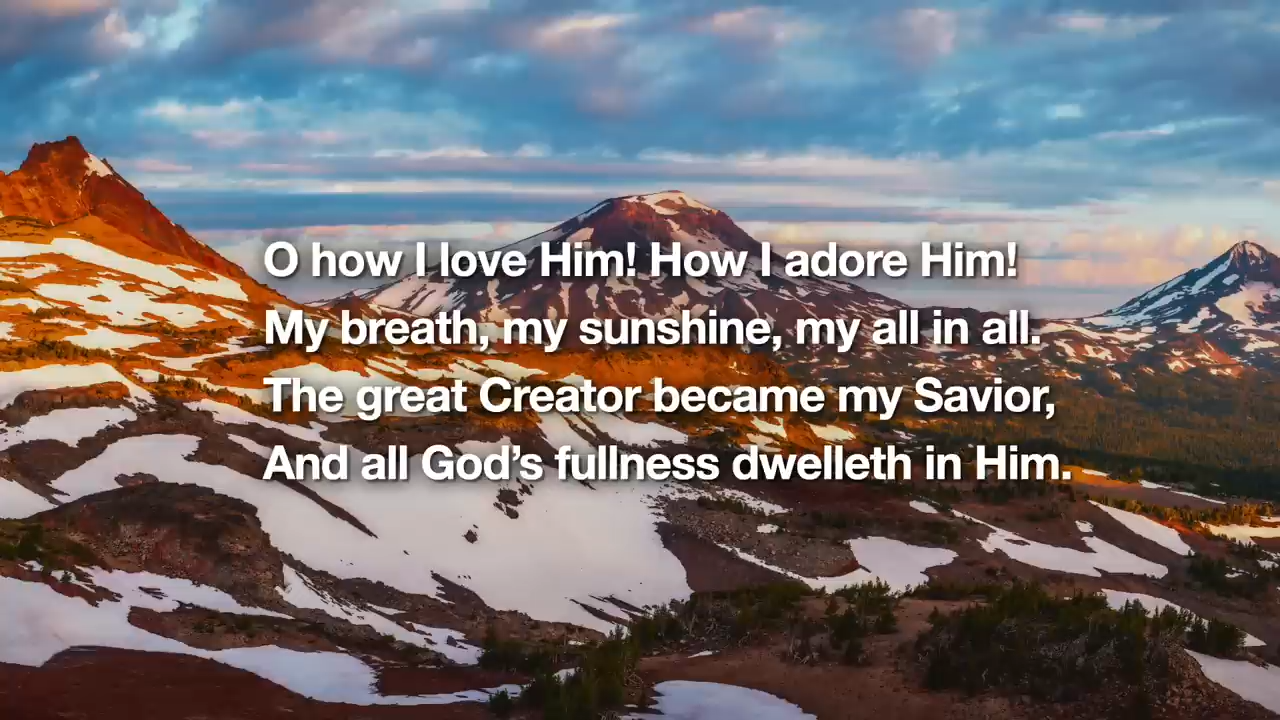 O how I love Him! How I adore Him!
My breath, my sunshine, my all in all.
The great Creator became my Savior,
And all God’s fullness dwelleth in Him.